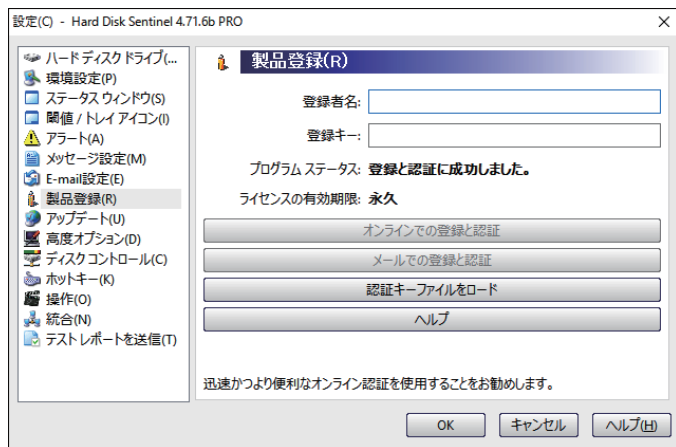 設定(C) - Hard Disk Sentinel 4.71.6b PRO
ハード ディスク ドライブ(...
環境設定(P)
ステータス ウィンドウ(S)
閾値 / トレイ アイコン(I)
アラート(A)
メッセージ設定(M)
E-mail設定(E)
製品登録(R)
アップデート(U)
高度オプション(D)
ディスク コントロール(C)
ホットキー(K)
操作(O)
統合(N)
テスト レポートを送信(T)
製品登録(R)
登録者名:
登録キー:
プログラム ステータス: 登録と認証に成功しました。
ライセンスの有効期限: 永久
オンラインでの登録と認証
メールでの登録と認証
認証キーファイルをロード
ヘルプ
迅速かつより便利なオンライン認証を使用することをお勧めします。
OK キャンセル ヘルプ(H)